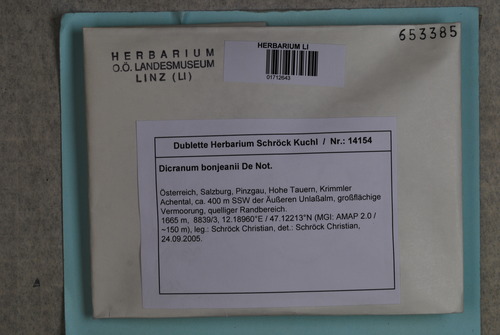 653385
HERBARIUM
O.Ö. LANDESMUSEUM
LINZ (LI)
HERBARIUM LI
01712643
Dublette Herbarium Schröck Kuchl / Nr.: 14154
Dicranum bonjeanii De Not.
Österreich, Salzburg, Pinzgau, Hohe Tauern, Krimmler
Achental, ca. 400 m SSW der Äußeren Unlaßalm, großflächige
Vermoorung, quelliger Randbereich.
1665 m, 8839/3, 12.18960°E / 47.12213°N (MGI: AMAP 2.0 /
~150 m), leg.: Schröck Christian, det.: Schröck Christian,
24.09.2005.